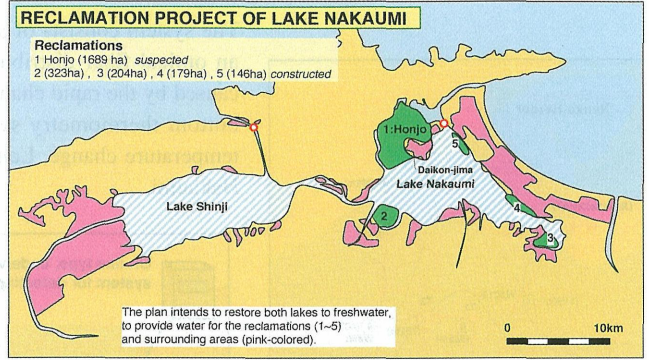 RECLAMATION PROJECT OF LAKE NAKAUMI
Reclamations
1 Honjo (1689 ha) suspected
2 (323ha) , 3 (204ha) , 4 (179ha) , 5 (146ha) constructed
1:Honjo
5
Daikon-jima
Lake Nakaumi
Lake Shinji
4
2
3
The plan intends to restore both lakes to freshwater,
to provide water for the reclamations (1~5)
and surrounding areas (pink-colored).
0 10km